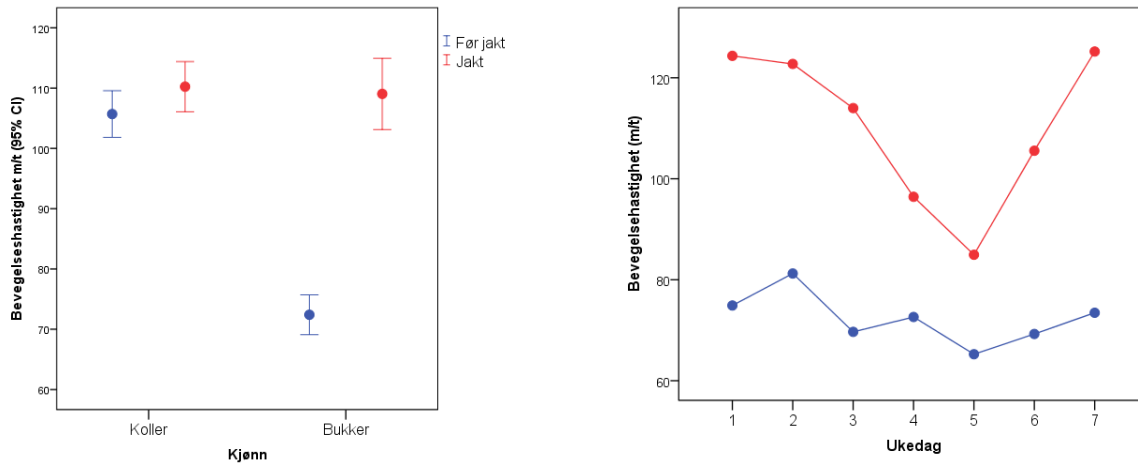 120
110
100
90
80
70
60
Bevegelseshastighet m/t (95% CI)
Koller
Bukker
Kjønn
Før jakt
Jakt
120
100
80
60
Bevegelsehastighet (m/t)
1 2 3 4 5 6 7
Ukedag